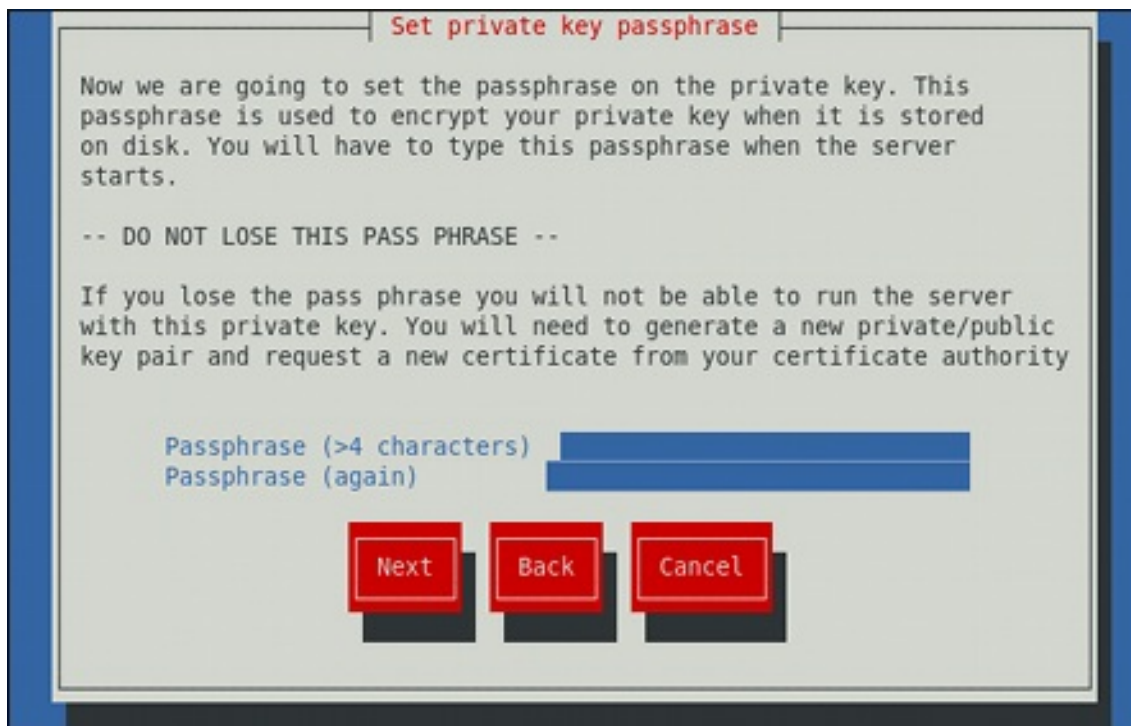 Set private key passphrase
Now we are going to set the passphrase on the private key. This
passphrase is used to encrypt your private key when it is stored
on disk. You will have to type this passphrase when the server
starts.
-- DO NOT LOSE THIS PASS PHRASE --
If you lose the pass phrase you will not be able to run the server
with this private key. You will need to generate a new private/public
key pair and request a new certificate from your certificate authority
Passphrase (>4 characters)
Passphrase (again)
Next Back Cancel